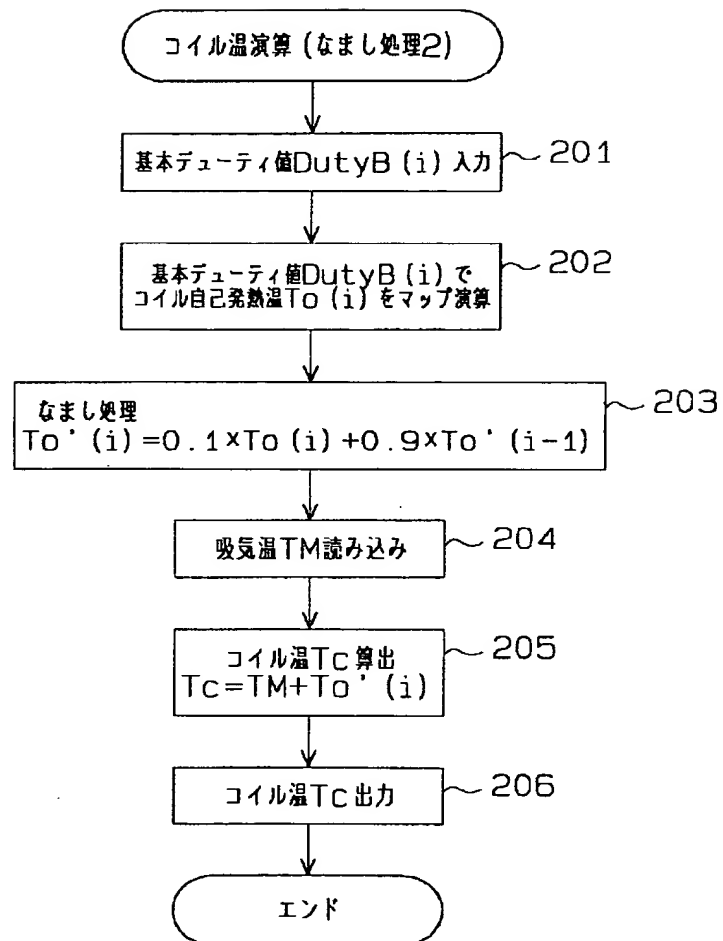 コイル温演算(なまし処理2)
基本デューティ値DutyB(i)入力
201
基本デューティ値DutyB(i)で
コイル自己発熱温To(i)をマップ演算
202
なまし処理
To'(i)=0.1×To(i)+0.9×To'(i-1)
203
吸気温TM読み込み
204
コイル温Tc算出
Tc=TM+To'(i)
205
コイル温Tc出力
206
エンド